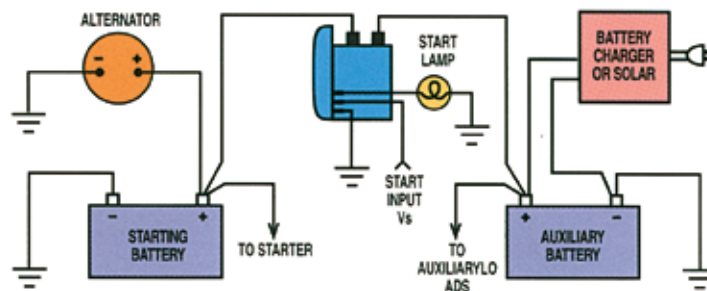 ALTERNATOR
- +
START
LAMP
BATTERY
CHARGER
OR SOLAR
START
INPUT
Vs
- +
STARTING
BATTERY
TO STARTER
TO
AUXILIARYLO
ADS
+ -
AUXILIARY
BATTERY